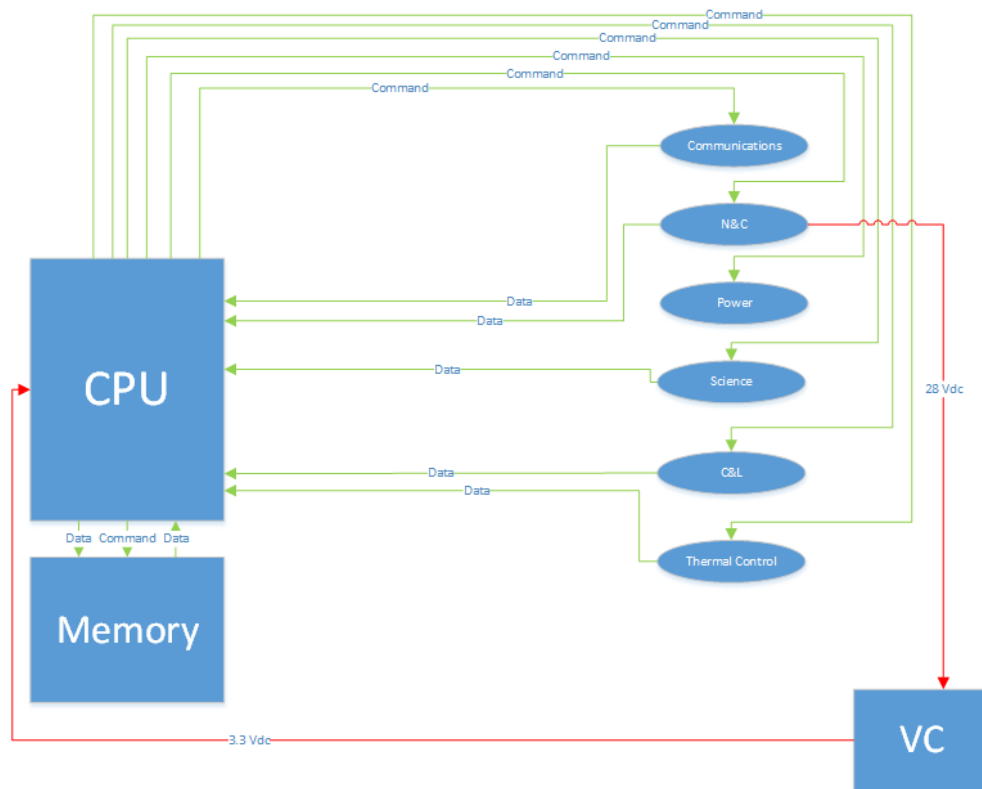 Command
Command
Command
Command
Command
Command
Communications
N&C
Data
Power
Data
CPU
Data
Science
28 Vdc
Data
C&L
Data
Data
Command
Data
Thermal Control
Memory
3.3 Vdc
VC